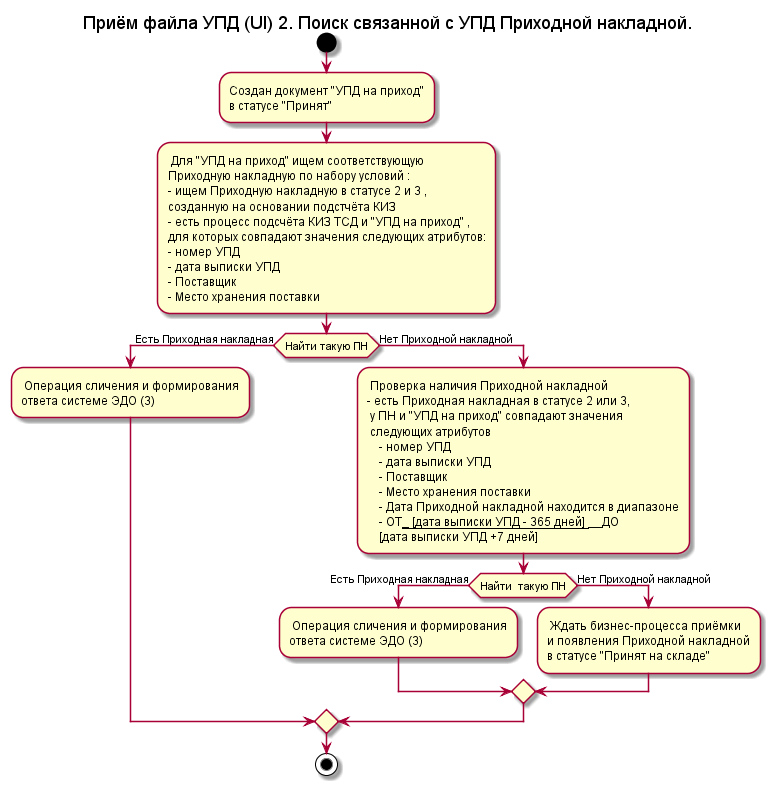 Приём файла УПД (UI) 2. Поиск связанной с УПД Приходной накладной.
Создан документ "УПД на приход"
в статусе "Принят"
Для "УПД на приход" ищем соответствующую
Приходную накладную по набору условий :
- ищем Приходную накладную в статусе 2 и 3 ,
созданную на основании подстчёта КИЗ
- есть процесс подсчёта КИЗ ТСД и "УПД на приход" ,
для которых совпадают значения следующих атрибутов:
- номер УПД
- дата выписки УПД
- Поставщик
- Место хранения поставки
Есть Приходная накладная
Найти такую ПН
Нет Приходной накладной
Операция сличения и формирования
ответа системе ЭДО (3)
Проверка наличия Приходной накладной
- есть Приходная накладная в статусе 2 или 3,
у ПН и "УПД на приход" совпадают значения
следующих атрибутов
- номер УПД
- дата выписки УПД
- Поставщик
- Место хранения поставки
- Дата Приходной накладной находится в диапазоне
- ОТ_ [дата выписки УПД - 365 дней] __ДО
[дата выписки УПД +7 дней]
Есть Приходная накладная
Найти такую ПН
Нет Приходной накладной
Операция сличения и формирования
ответа системе ЭДО (3)
Ждать бизнес-процесса приёмки
и появления Приходной накладной
в статусе "Принят на складе"